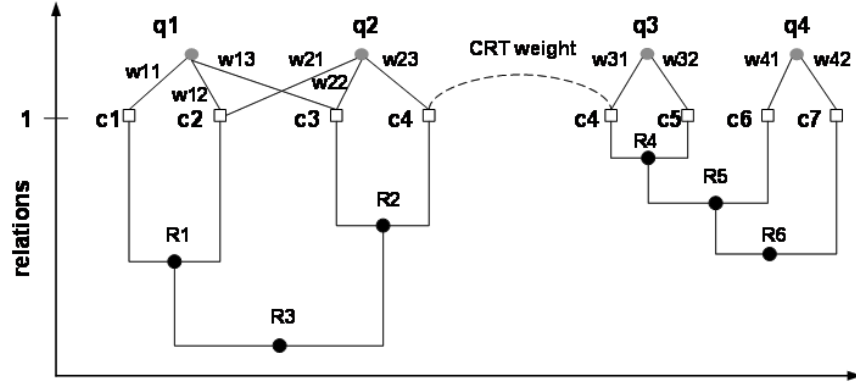 q1 q2 q3 q4
CRT weight
w11 w13 w21 w23 w31 w32 w41 w42
w12 w22
1 c1 c2 c3 c4 c4 c5 c6 c7
R4
R5
R2
R1 R6
R3
relations